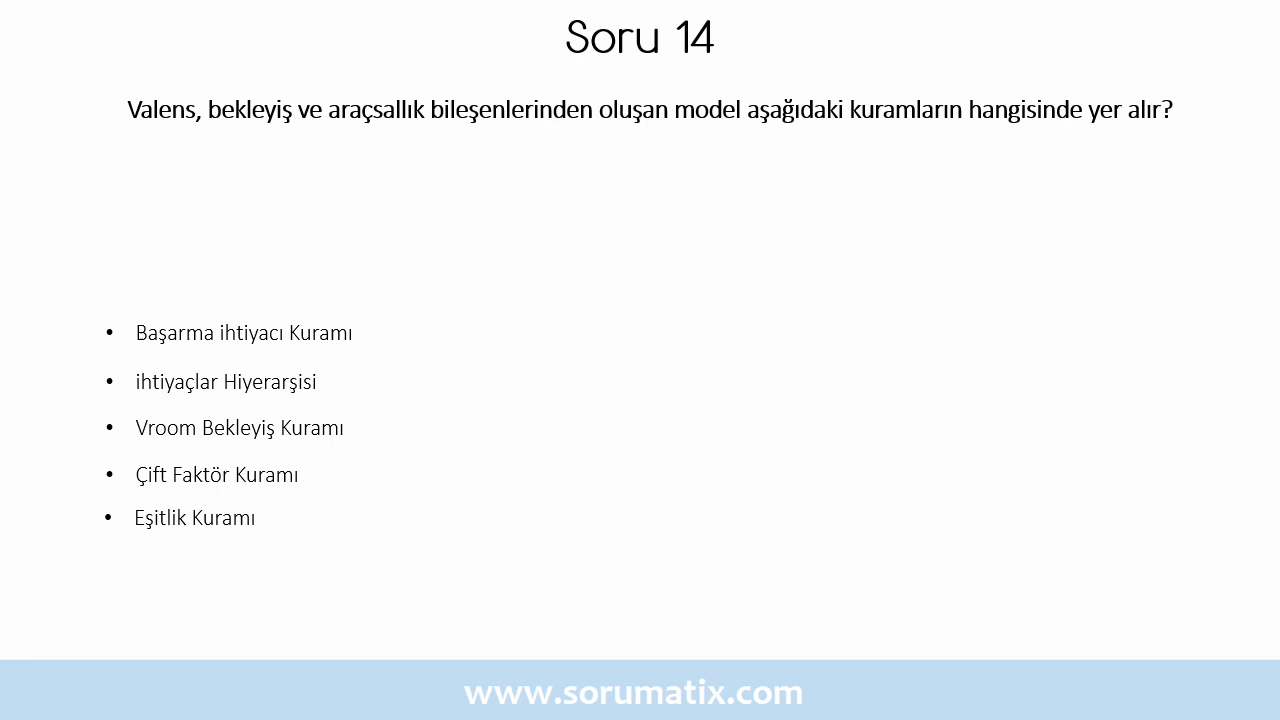 Soru 14
Valens, bekleyiş ve araçsallık bileşenlerinden oluşan model aşağıdaki kuramların hangisinde yer alır?
• Başarma ihtiyacı Kuramı
• ihtiyaçlar Hiyerarşisi
• Vroom Bekleyiş Kuramı
• Çift Faktör Kuramı
• Eşitlik Kuramı
www.sorumatix.com